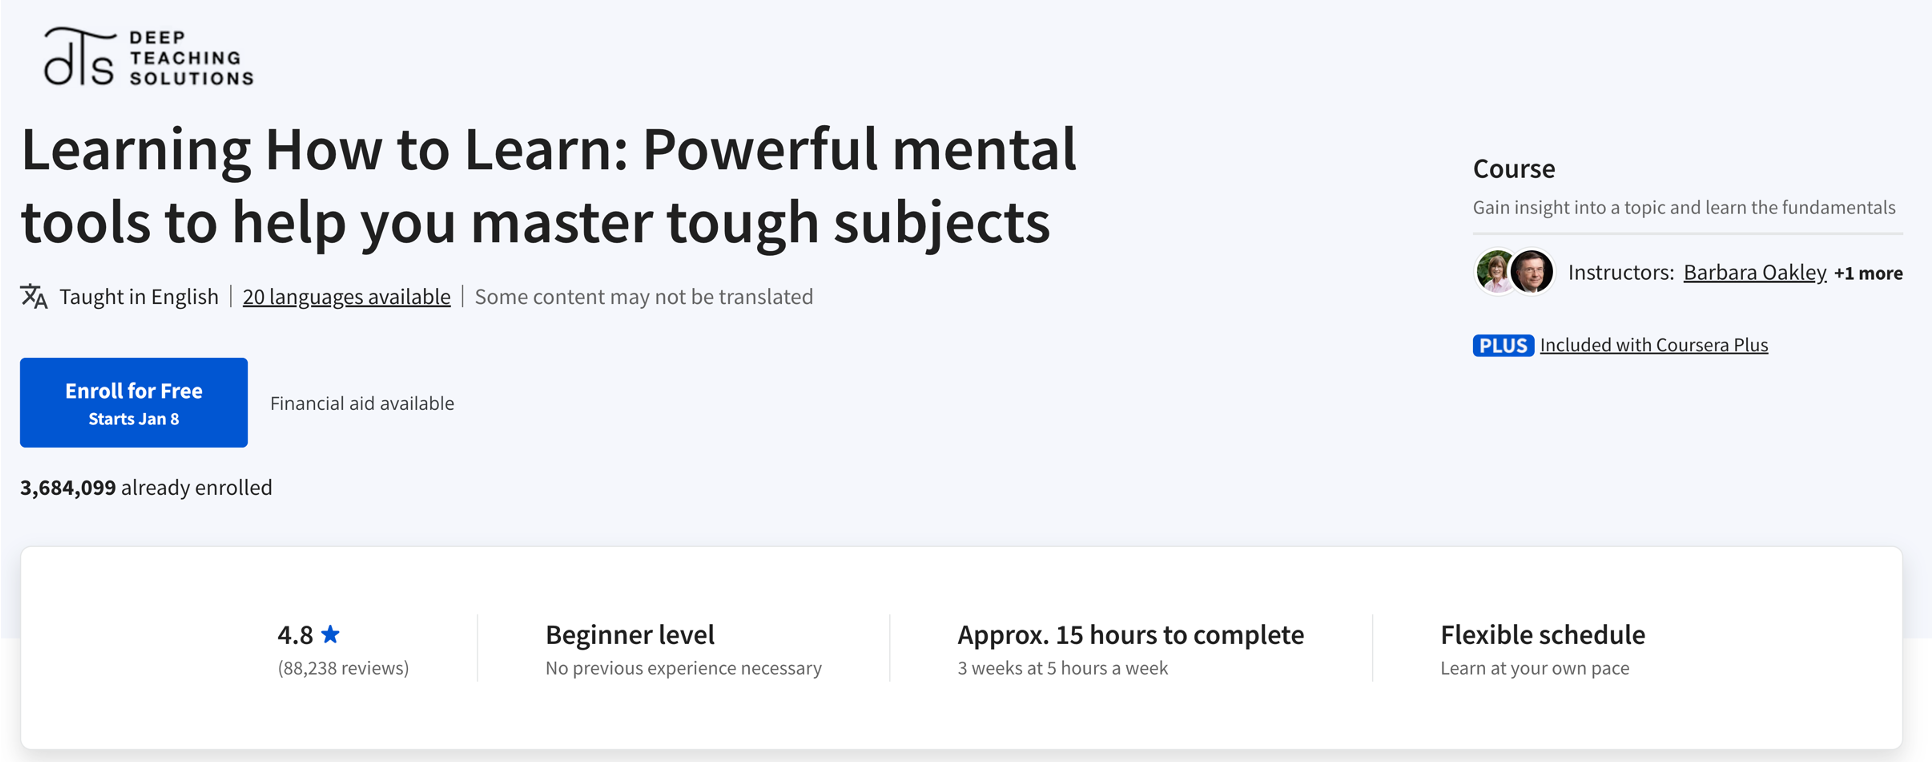 DEEP
TEACHING
SOLUTIONS
Learning How to Learn: Powerful mental
tools to help you master tough subjects
Taught in English | 20 languages available | Some content may not be translated
Enroll for Free
Starts Jan 8
Financial aid available
3,684,099 already enrolled
Course
Gain insight into a topic and learn the fundamentals
Instructors: Barbara Oakley +1 more
PLUS Included with Coursera Plus
4.8 ★
(88,238 reviews)
Beginner level
No previous experience necessary
Approx. 15 hours to complete
3 weeks at 5 hours a week
Flexible schedule
Learn at your own pace